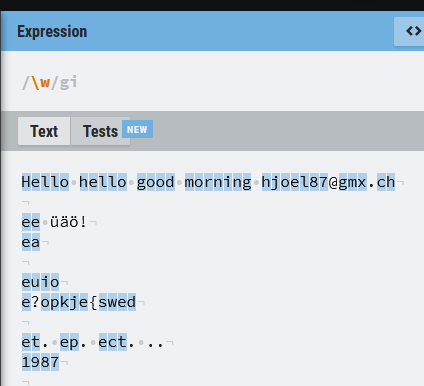 Expression
<>
/\w/gi
Text Tests NEW
Hello hello good morning hjoel87@gmx.ch
ee üäö!
ea
euio
e?opkje{swed
et. ep. ect. ..
1987